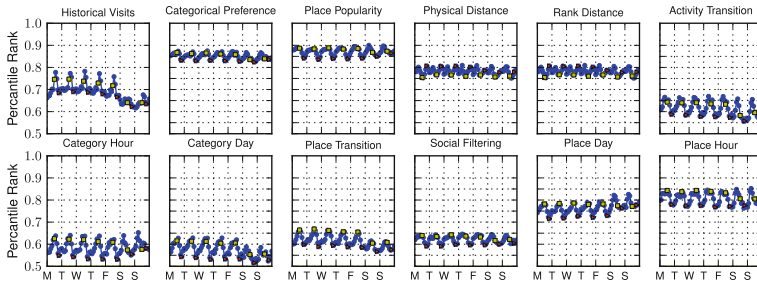 Historical Visits Categorical Preference Place Popularity Physical Distance Rank Distance Activity Transition
Percentile Rank
1.0
0.9
0.8
0.7
0.6
0.5
Category Hour Category Day Place Transition Social Filtering Place Day Place Hour
Percentile Rank
1.0
0.9
0.8
0.7
0.6
0.5
M T W T F S S M T W T F S S M T W T F S S M T W T F S S M T W T F S S M T W T F S S